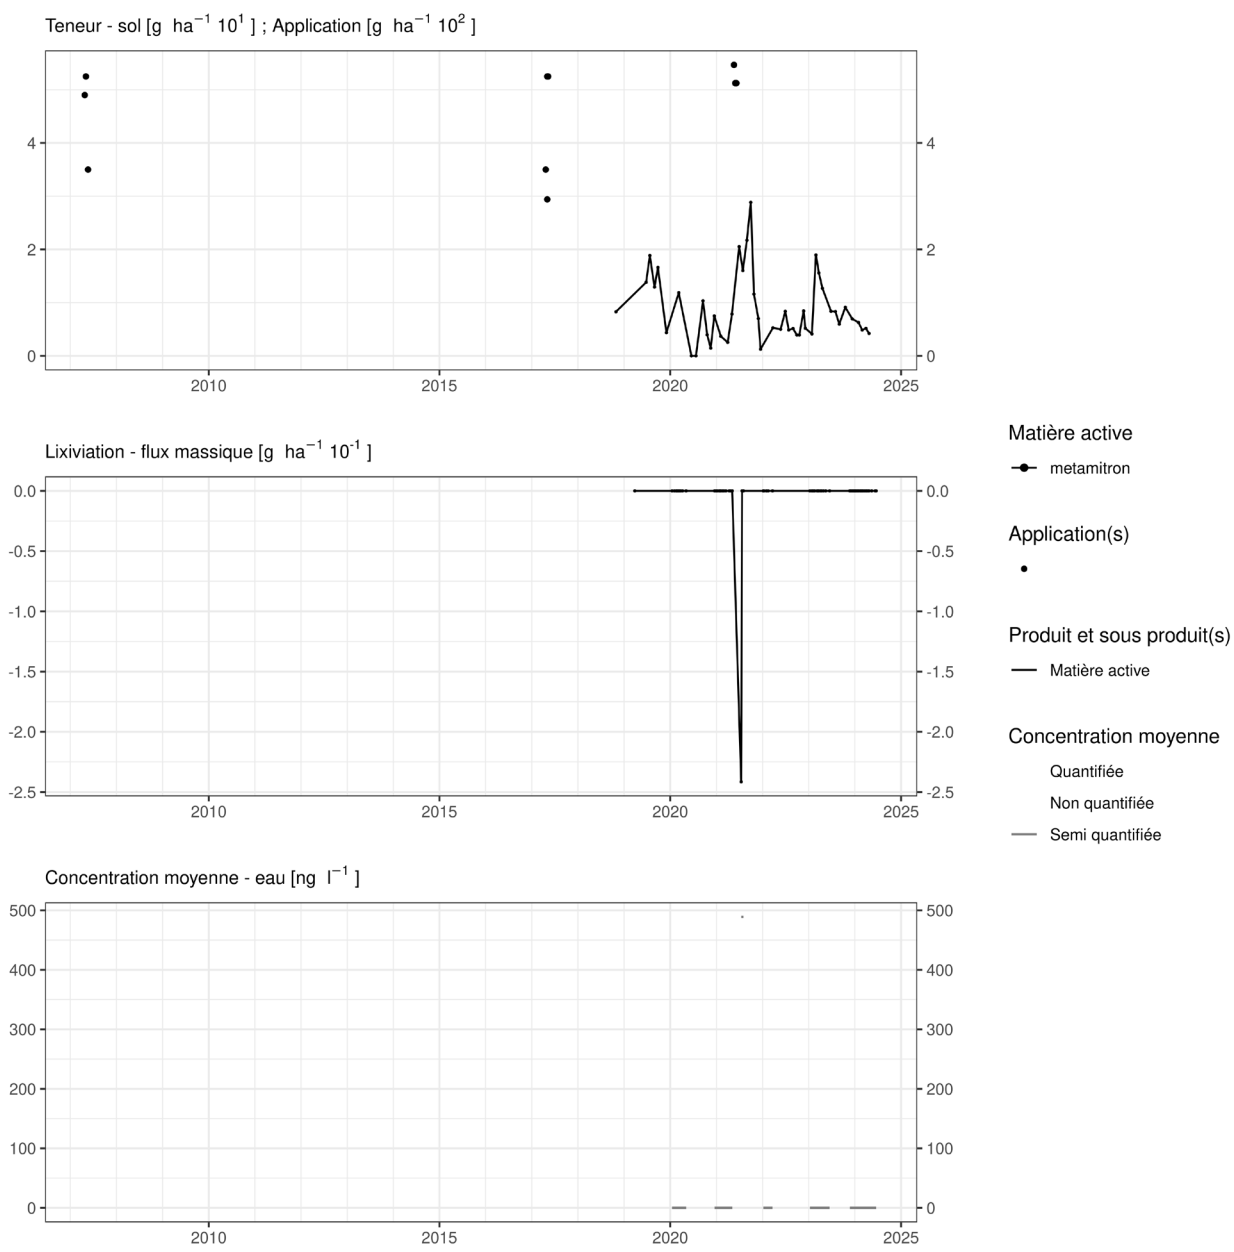 Teneur - sol [g ha⁻¹ 10¹ ] ; Application [g ha⁻¹ 10² ]
4 4
2 2
0 0
2010 2015 2020 2025
Lixiviation - flux massique [g ha⁻¹ 10⁻¹ ]
0.0 0.0
-0.5 -0.5
-1.0 -1.0
-1.5 -1.5
-2.0 -2.0
-2.5 -2.5
2010 2015 2020 2025
Concentration moyenne - eau [ng l⁻¹ ]
500 500
400 400
300 300
200 200
100 100
0 0
2010 2015 2020 2025
Matière active
metamitron
Application(s)
Produit et sous produit(s)
Matière active
Concentration moyenne
Quantifiée
Non quantifiée
Semi quantifiée